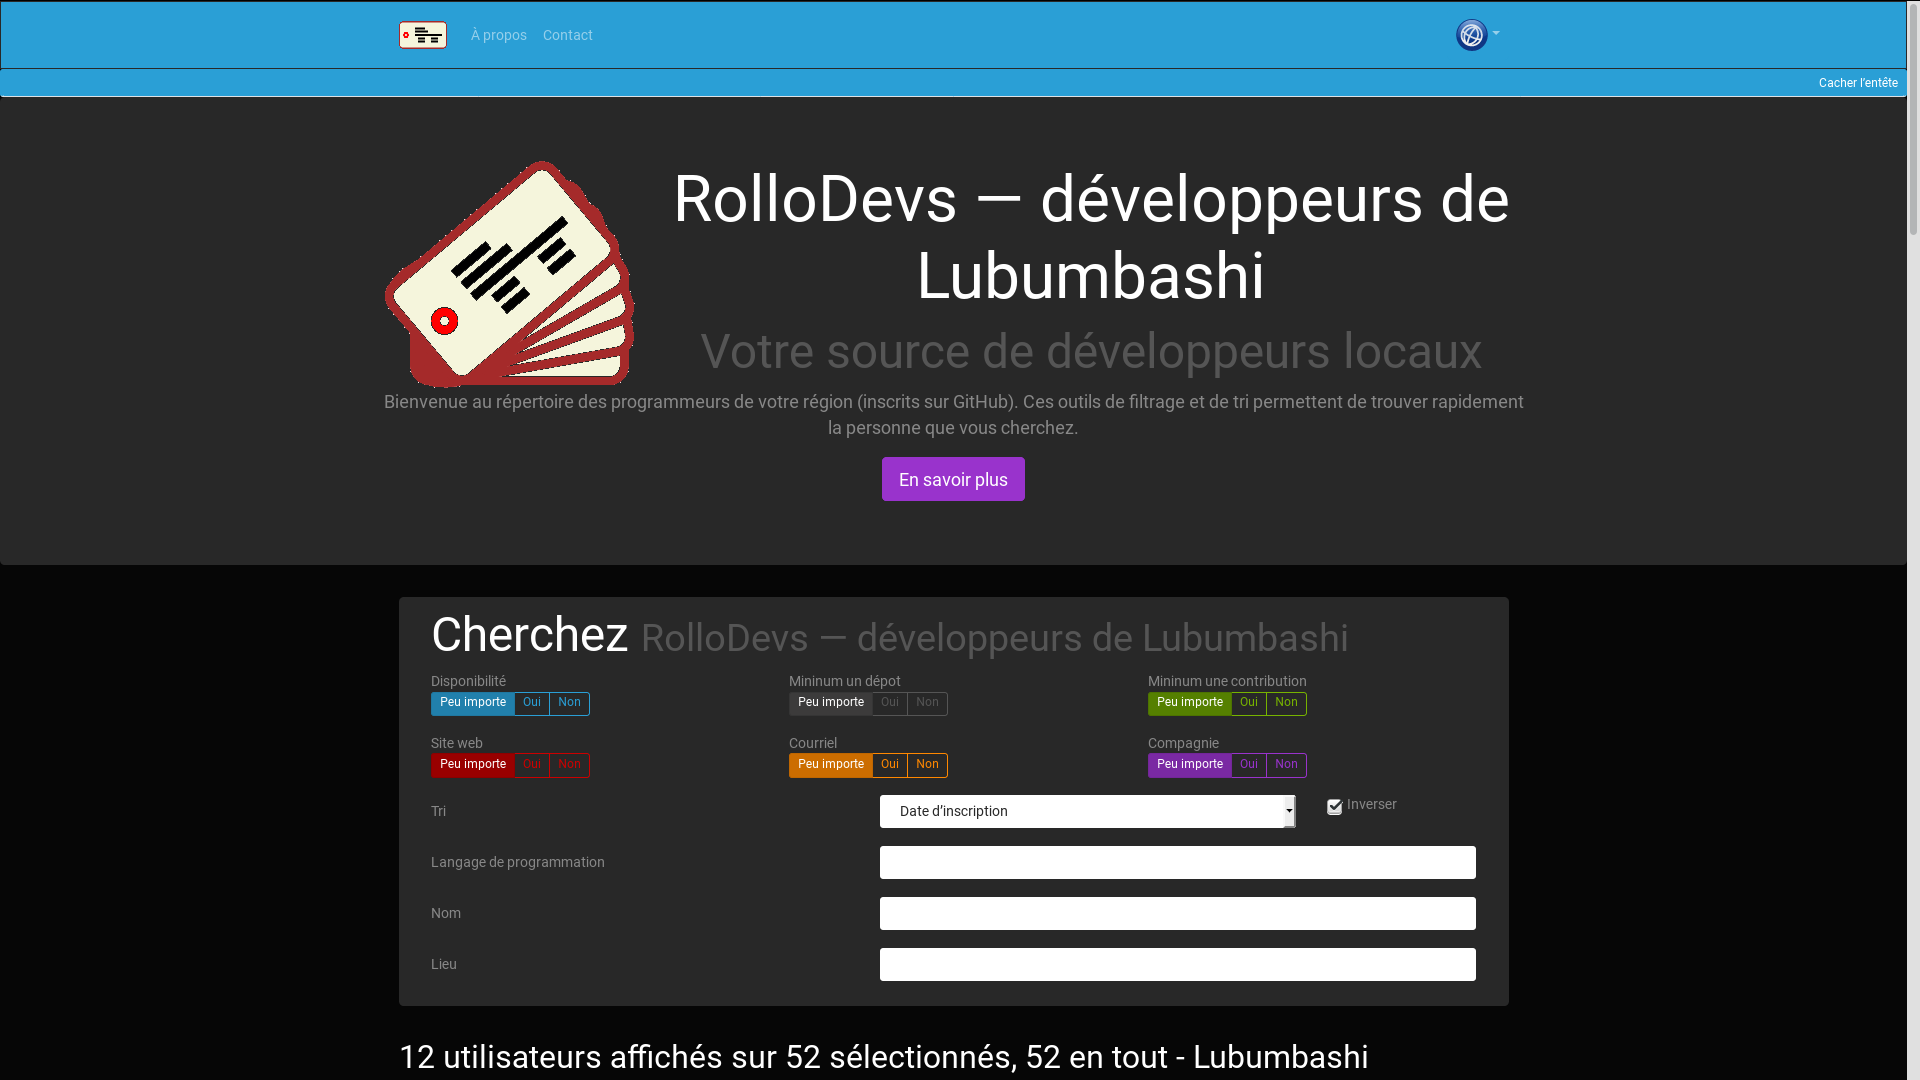 À propos Contact
Cacher l’entête
RolloDevs — développeurs de
Lubumbashi
Votre source de développeurs locaux
Bienvenue au répertoire des programmeurs de votre région (inscrits sur GitHub). Ces outils de filtrage et de tri permettent de trouver rapidement
la personne que vous cherchez.
En savoir plus
Cherchez RolloDevs — développeurs de Lubumbashi
Disponibilité Mininum un dépot Mininum une contribution
Peu importe Oui Non Peu importe Oui Non Peu importe Oui Non
Site web Courriel Compagnie
Peu importe Oui Non Peu importe Oui Non Peu importe Oui Non
Tri Date d’inscription Inverser
Langage de programmation
Nom
Lieu
12 utilisateurs affichés sur 52 sélectionnés, 52 en tout - Lubumbashi